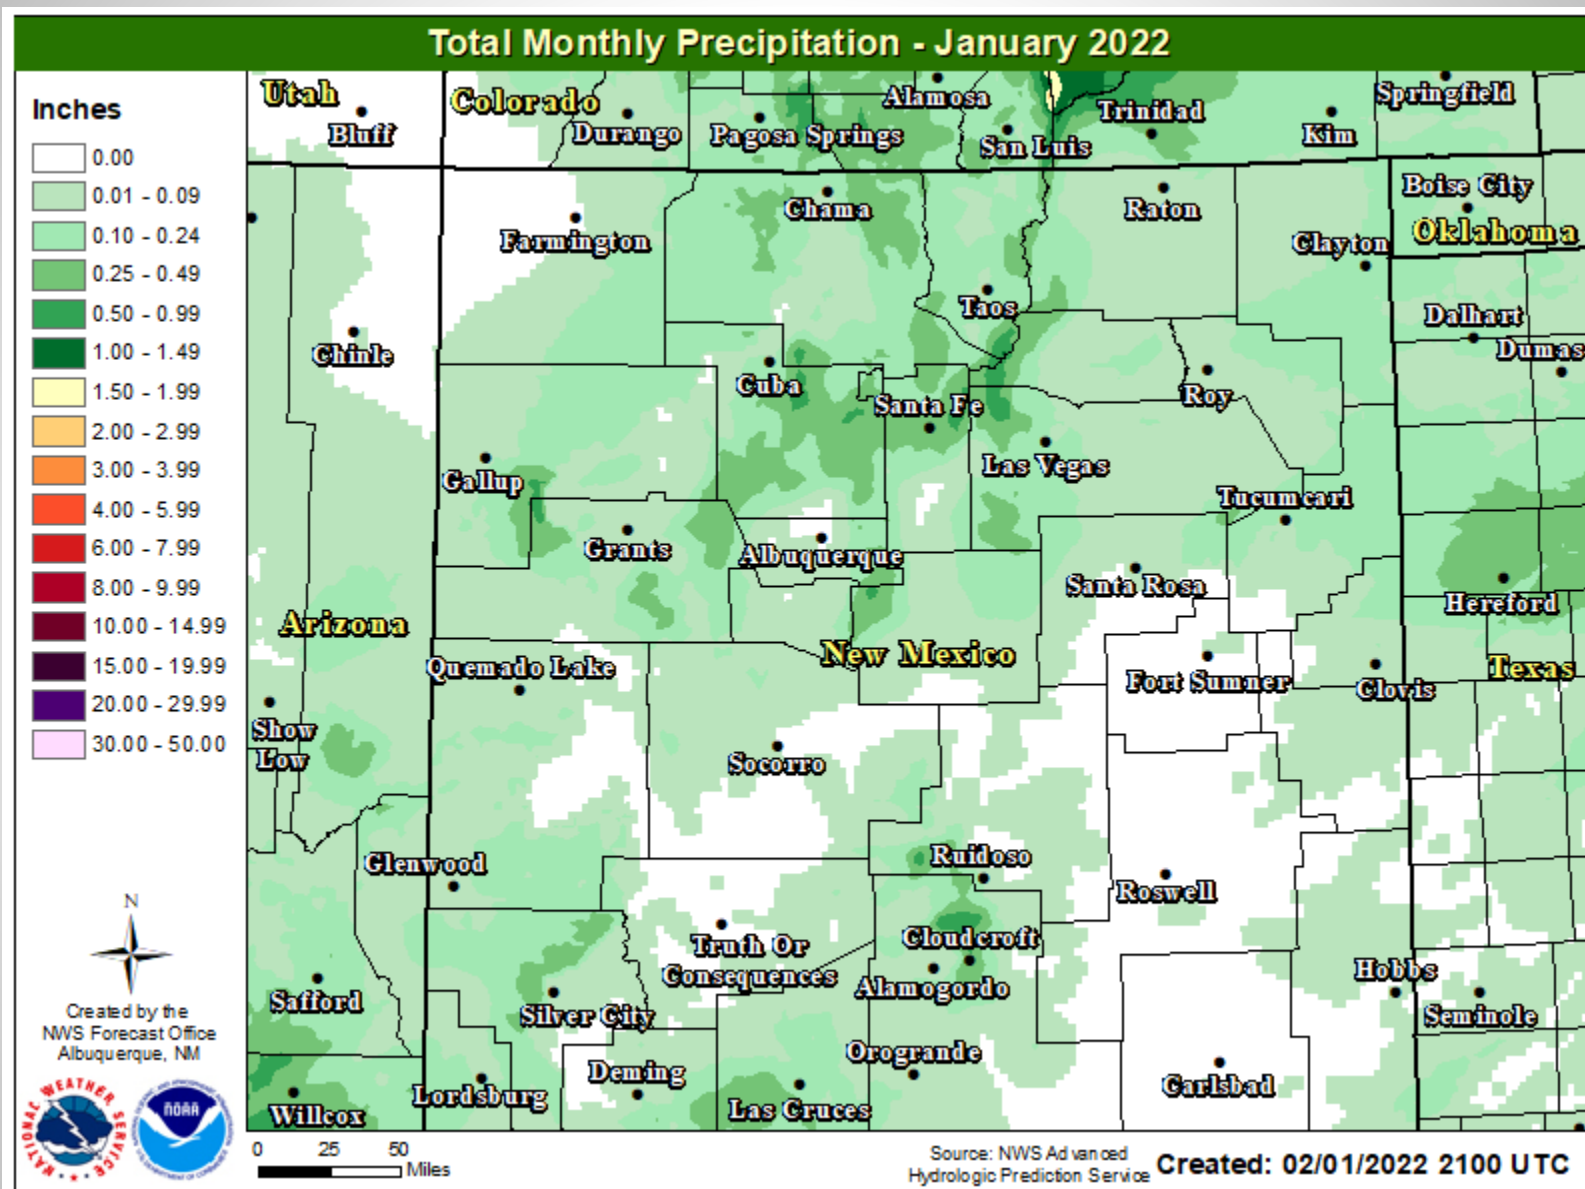 Total Monthly Precipitation - January 2022
Inches
0.00
0.01 - 0.09
0.10 - 0.24
0.25 - 0.49
0.50 - 0.99
1.00 - 1.49
1.50 - 1.99
2.00 - 2.99
3.00 - 3.99
4.00 - 5.99
6.00 - 7.99
8.00 - 9.99
10.00 - 14.99
15.00 - 19.99
20.00 - 29.99
30.00 - 50.00
N
Created by the
NWS Forecast Office
Albuquerque, NM
NATIONAL WEATHER SERVICE
NOAA
Utah
Bluff
Colorado
Durango
Pagosa Springs
Alamosa
San Luis
Trinidad
Kim
Springfield
Farmington
Chama
Raton
Boise City
Oklahoma
Clayton
Taos
Dalhart
Dumas
Chinle
Cuba
Santa Fe
Roy
Las Vegas
Gallup
Tucumcari
Grants
Albuquerque
Santa Rosa
Hereford
Arizona
New Mexico
Texas
Quemado Lake
Fort Sumner
Clovis
Show
Low
Socorro
Glenwood
Ruidoso
Roswell
Truth Or
Consequences
Cloudcroft
Alamogordo
Hobbs
Safford
Silver City
Seminole
Orogrande
Deming
Carlsbad
Lordsburg
Willcox
Las Cruces
0 25 50
Miles
Source: NWS Advanced
Hydrologic Prediction Service
Created: 02/01/2022 2100 UTC